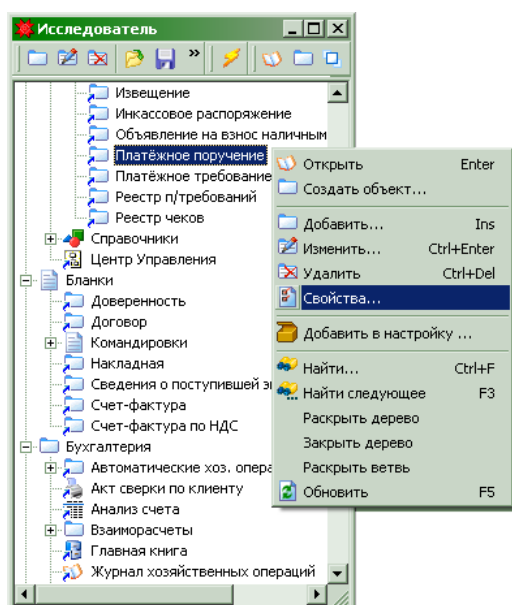 Исследователь
»
Извещение
Инкассовое распоряжение
Объявление на взнос наличным
Платёжное поручение
Платёжное требование
Реестр п/требований
Реестр чеков
Справочники
Центр Управления
Бланки
Доверенность
Договор
Командировки
Накладная
Сведения о поступившей э
Счет-фактура
Счет-фактура по НДС
Бухгалтерия
Автоматические хоз. опера
Акт сверки по клиенту
Анализ счета
Взаиморасчеты
Главная книга
Журнал хозяйственных операций
Открыть Enter
Создать объект...
Добавить... Ins
Изменить... Ctrl+Enter
Удалить Ctrl+Del
Свойства...
Добавить в настройку ...
Найти... Ctrl+F
Найти следующее F3
Раскрыть дерево
Закрыть дерево
Раскрыть ветвь
Обновить F5